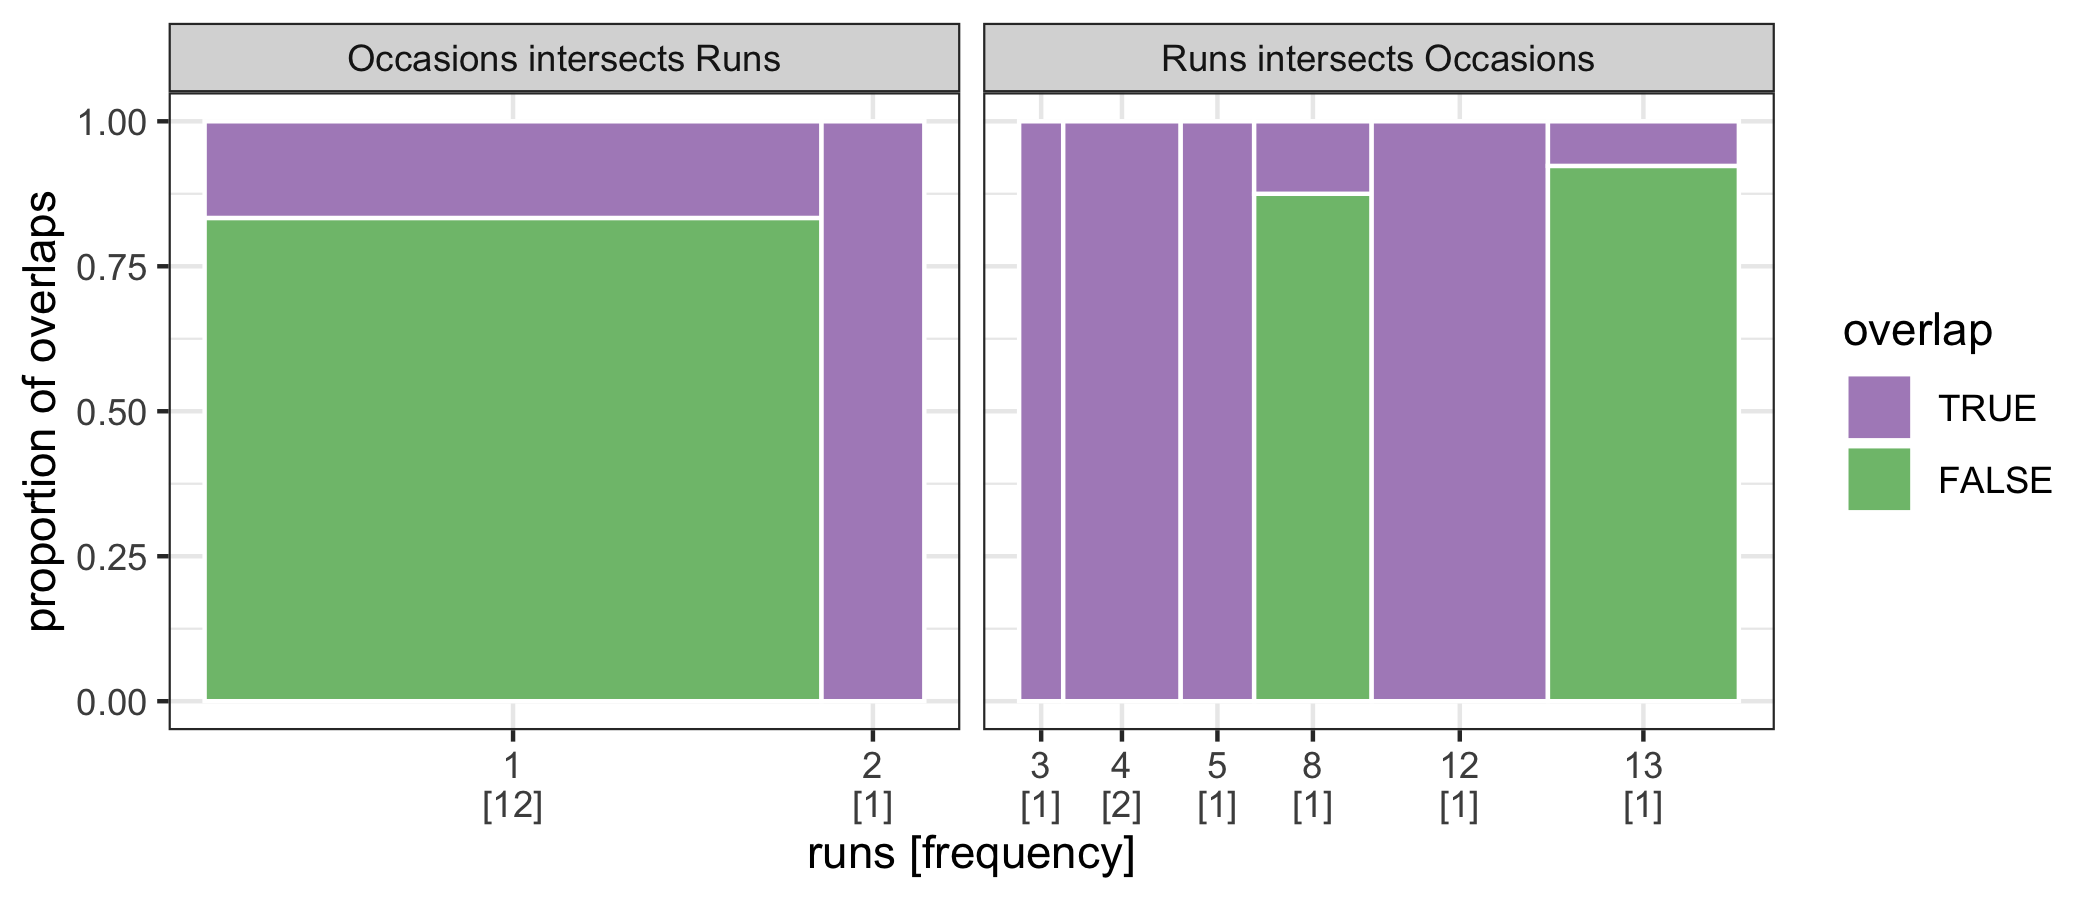 Occasions intersects Runs
Runs intersects Occasions
proportion of overlaps
1.00
0.75
0.50
0.25
0.00
1 2 3 4 5 8 12 13
[12] [1] [1] [2] [1] [1] [1] [1]
runs [frequency]
overlap
TRUE
FALSE